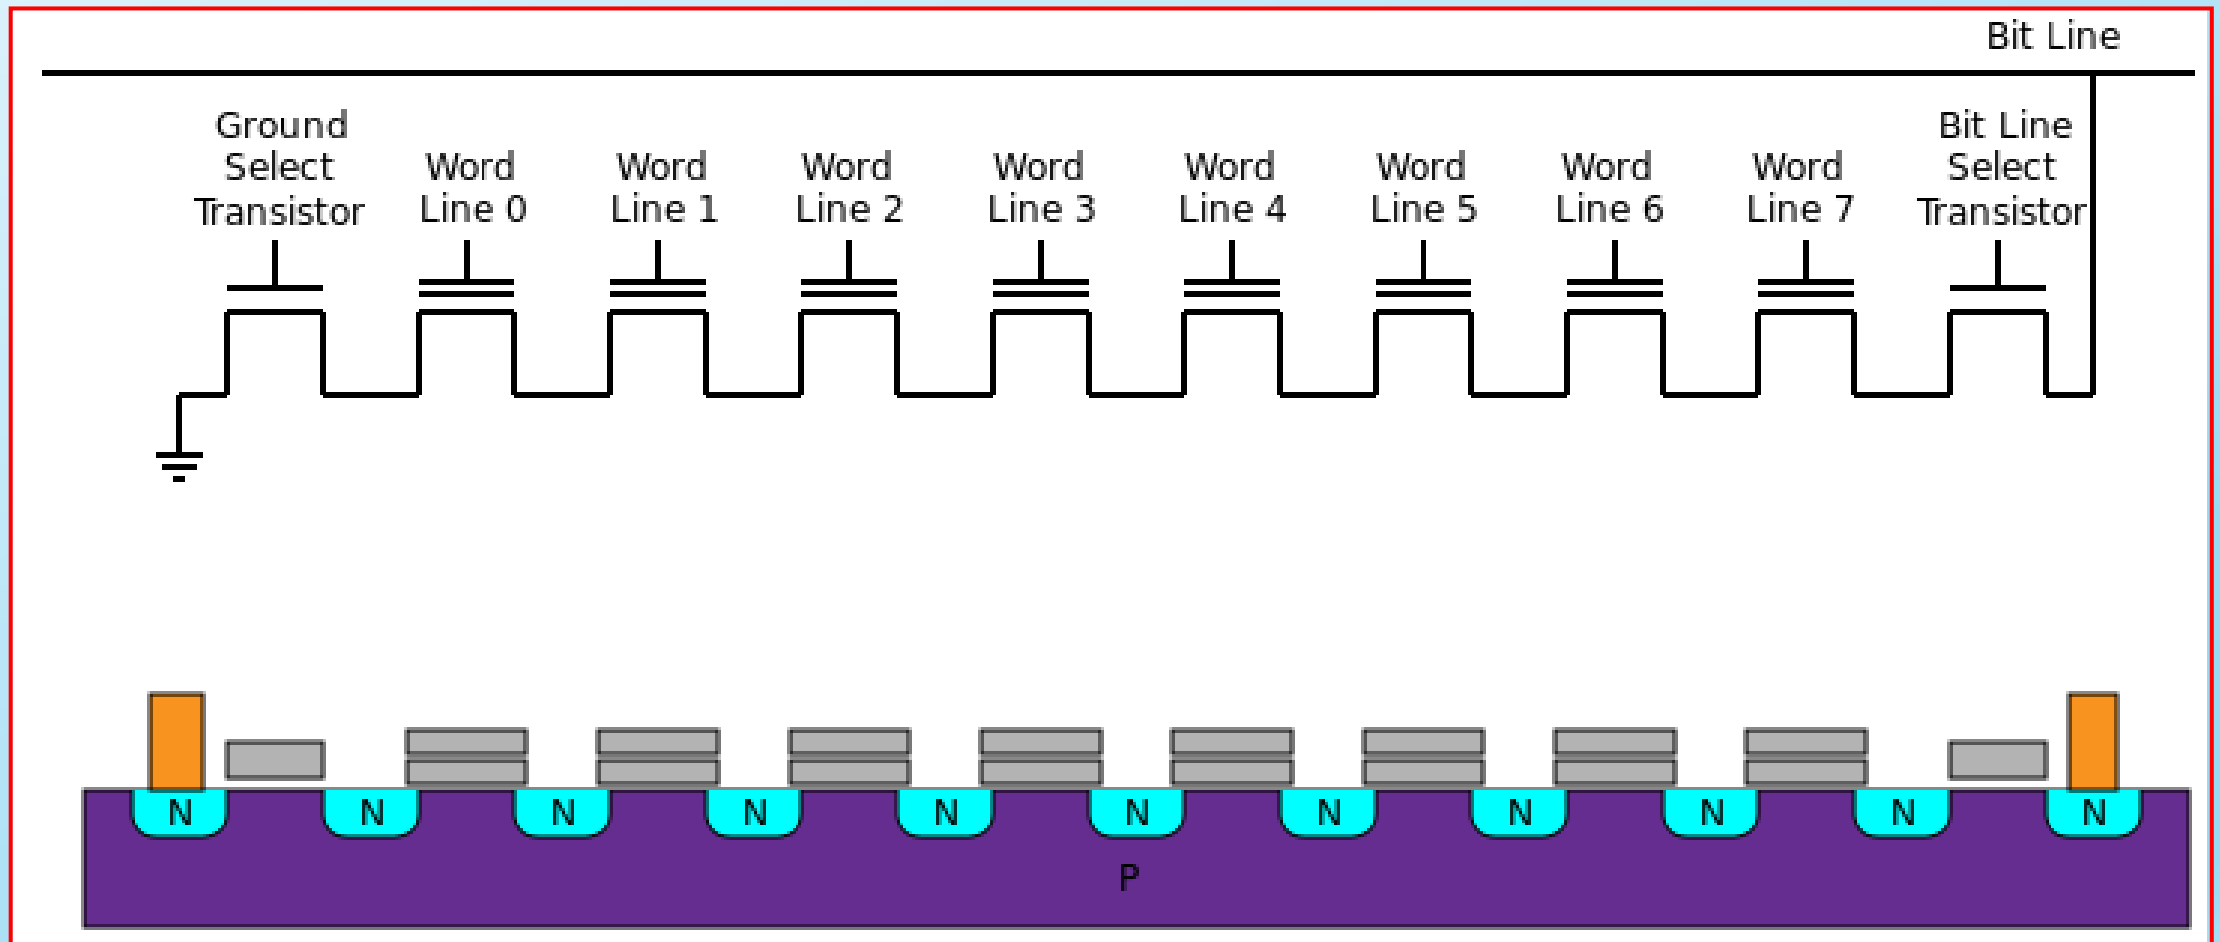 Bit Line
Ground
Select
Transistor
Word
Line 0
Word
Line 1
Word
Line 2
Word
Line 3
Word
Line 4
Word
Line 5
Word
Line 6
Word
Line 7
Bit Line
Select
Transistor
N N N N N N N N N N N
P